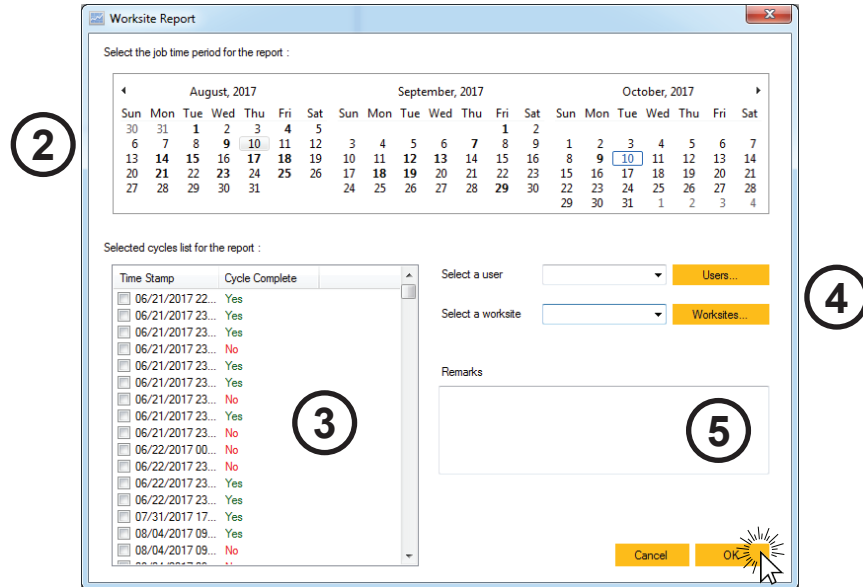 Worksite Report
Select the job time period for the report :
August, 2017 September, 2017 October, 2017
Sun Mon Tue Wed Thu Fri Sat Sun Mon Tue Wed Thu Fri Sat Sun Mon Tue Wed Thu Fri Sat
30 31 1 2 3 4 5 1 2
6 7 8 9 10 11 12 3 4 5 6 7 8 9 1 2 3 4 5 6 7
13 14 15 16 17 18 19 10 11 12 13 14 15 16 8 9 10 11 12 13 14
20 21 22 23 24 25 26 17 18 19 20 21 22 23 15 16 17 18 19 20 21
27 28 29 30 31 24 25 26 27 28 29 30 22 23 24 25 26 27 28
29 30 31 1 2 3 4
2
Selected cycles list for the report :
Time Stamp Cycle Complete
06/21/2017 22... Yes
06/21/2017 23... Yes
06/21/2017 23... Yes
06/21/2017 23... No
06/21/2017 23... Yes
06/21/2017 23... Yes
06/21/2017 23... No
06/21/2017 23... Yes
06/21/2017 23... No
06/22/2017 00... No
06/22/2017 23... No
06/22/2017 23... Yes
06/22/2017 23... Yes
07/31/2017 17... Yes
08/04/2017 09... Yes
08/04/2017 09... No
3
Select a user Users...
Select a worksite Worksites...
4
Remarks
5
Cancel OK